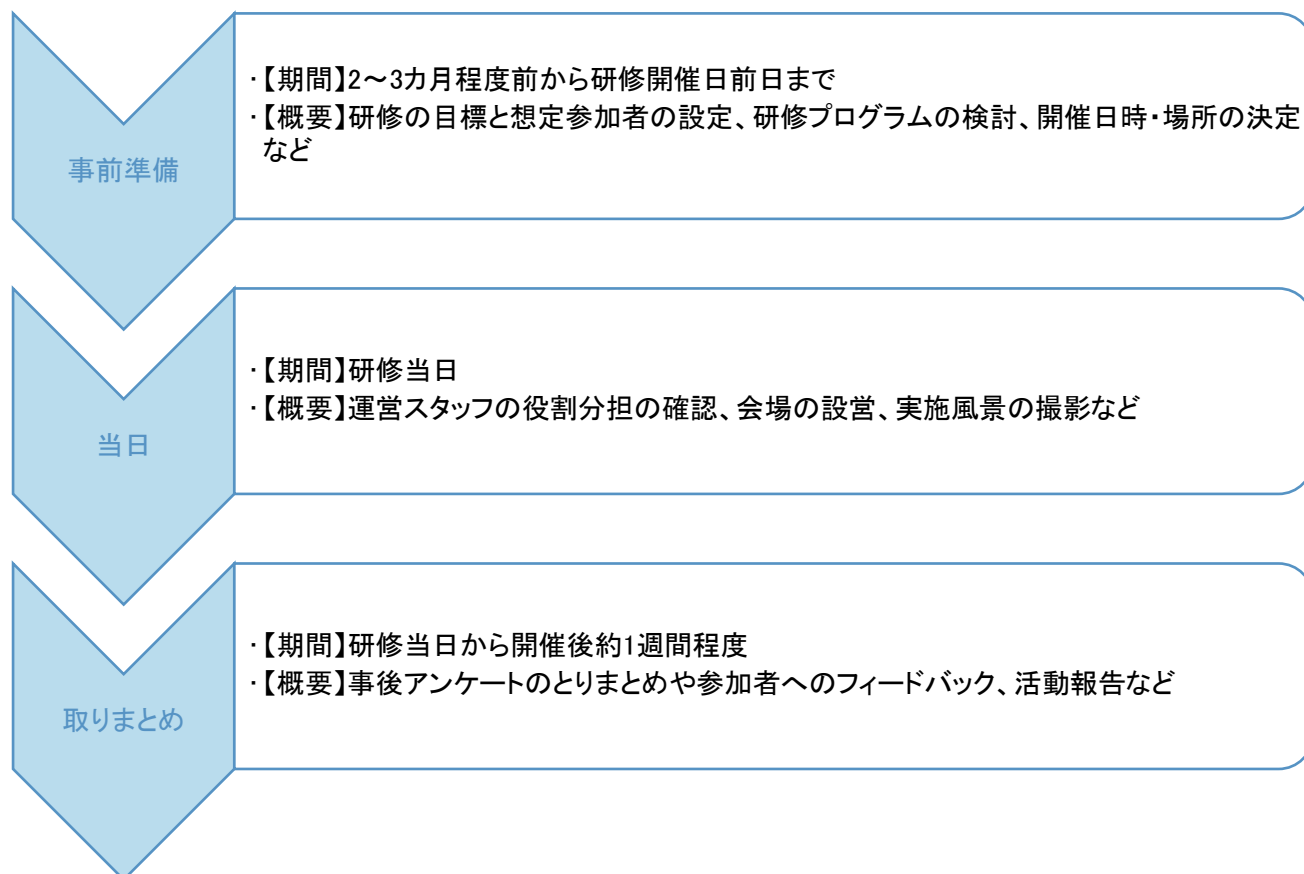 事前準備
・【期間】2～3カ月程度前から研修開催日前日まで
・【概要】研修の目標と想定参加者の設定、研修プログラムの検討、開催日時・場所の決定
など
当日
・【期間】研修当日
・【概要】運営スタッフの役割分担の確認、会場の設営、実施風景の撮影など
取りまとめ
・【期間】研修当日から開催後約1週間程度
・【概要】事後アンケートのとりまとめや参加者へのフィードバック、活動報告など